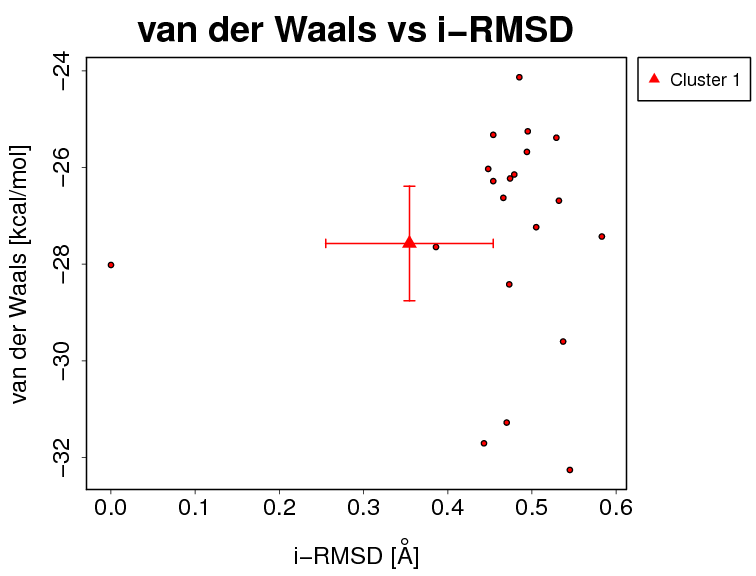 van der Waals vs i−RMSD
Cluster 1
van der Waals [kcal/mol]
−24
−26
−28
−30
−32
0.0 0.1 0.2 0.3 0.4 0.5 0.6
i−RMSD [Å]